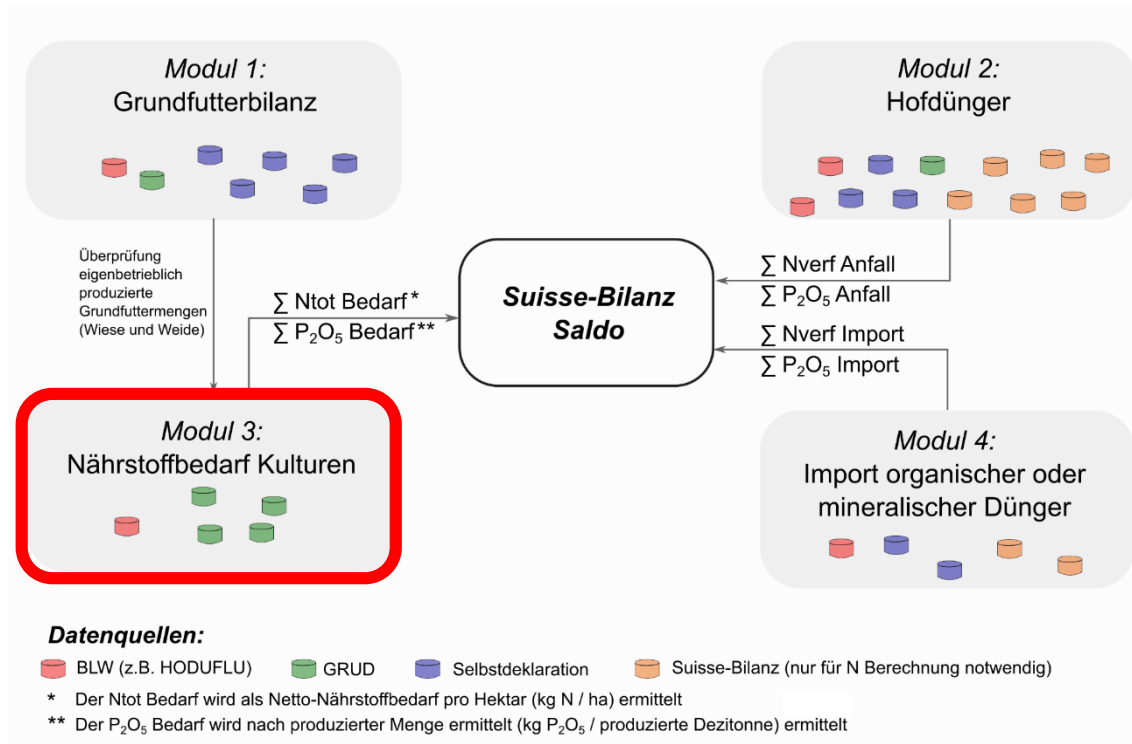 Modul 1:
Grundfutterbilanz
Modul 2:
Hofdünger
Überprüfung
eigenbetrieblich
produzierte
Grundfuttermengen
(Wiese und Weide)
∑ Ntot Bedarf *
∑ P₂O₅ Bedarf **
Suisse-Bilanz
Saldo
∑ Nverf Anfall
∑ P₂O₅ Anfall
∑ Nverf Import
∑ P₂O₅ Import
Modul 3:
Nährstoffbedarf Kulturen
Modul 4:
Import organischer oder
mineralischer Dünger
Datenquellen:
BLW (z.B. HODUFLU) GRUD Selbstdeklaration Suisse-Bilanz (nur für N Berechnung notwendig)
* Der Ntot Bedarf wird als Netto-Nährstoffbedarf pro Hektar (kg N / ha) ermittelt
** Der P₂O₅ Bedarf wird nach produzierter Menge ermittelt (kg P₂O₅ / produzierte Dezitonne) ermittelt